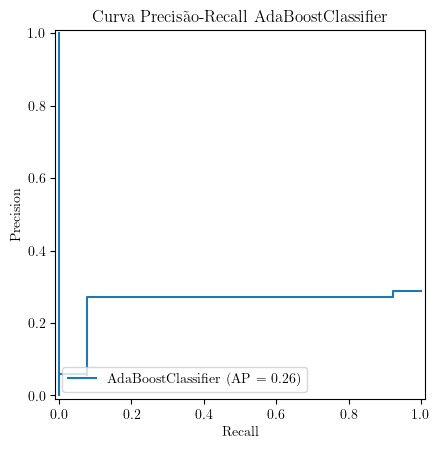 Curva Precisão-Recall AdaBoostClassifier
1.0
0.8
0.6
0.4
0.2
0.0
Precision
AdaBoostClassifier (AP = 0.26)
0.0 0.2 0.4 0.6 0.8 1.0
Recall